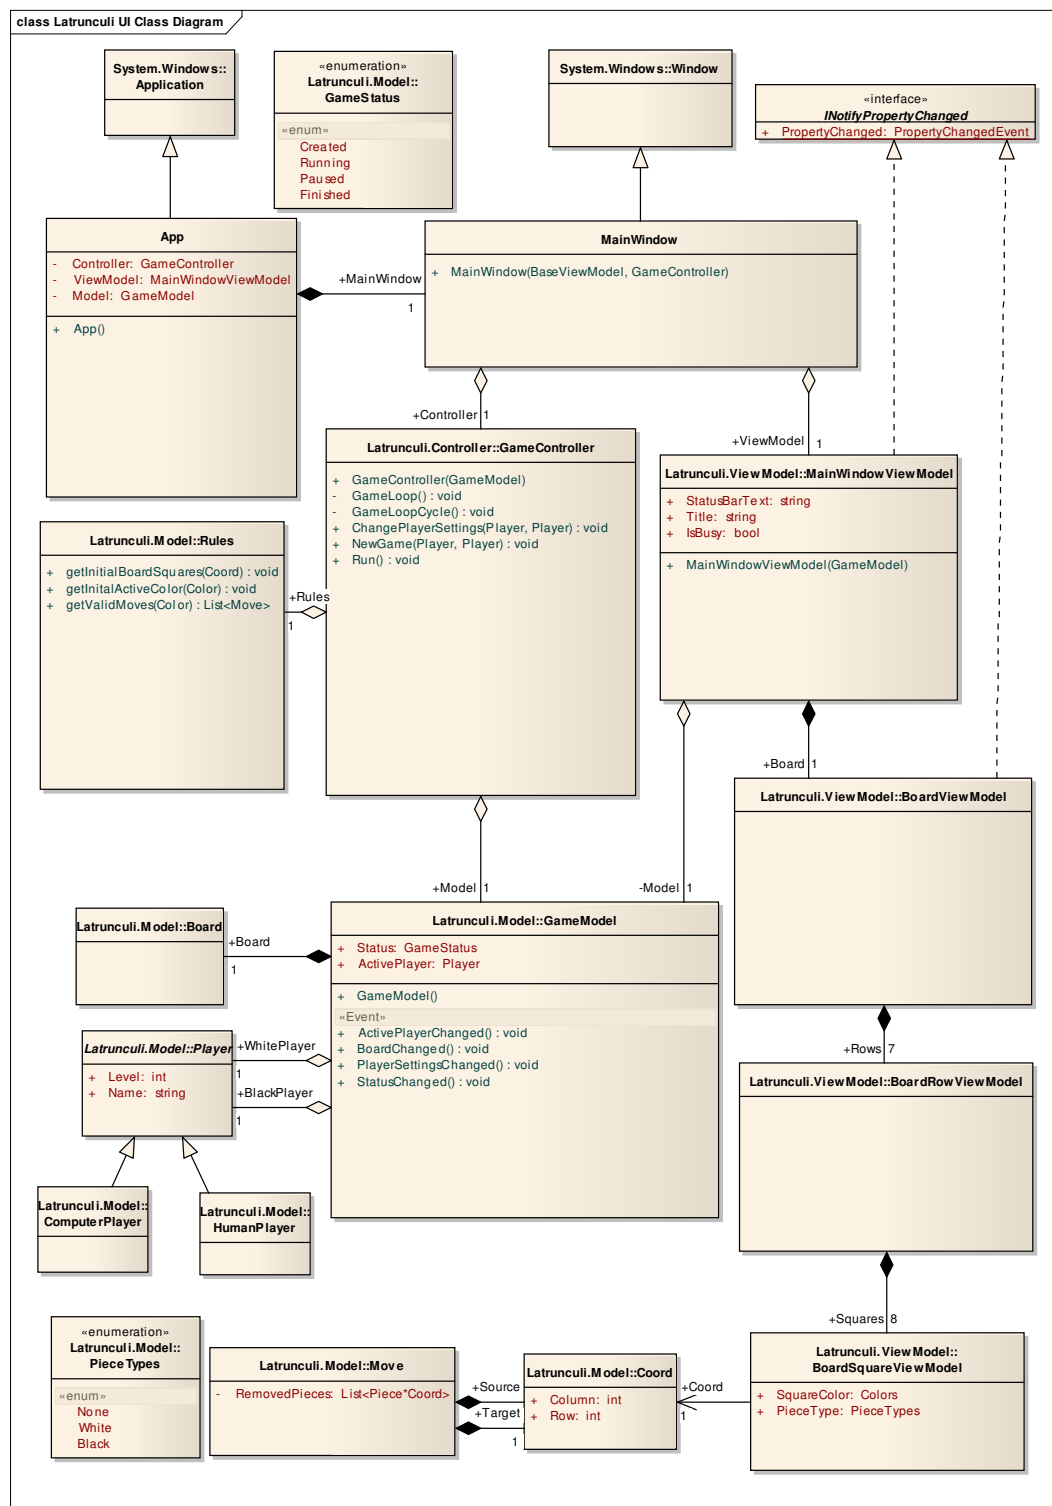 class Latrunculi UI Class Diagram
System.Windows::
Application
«enumeration»
Latrunculi.Model::
GameStatus
«enum»
Created
Running
Paused
Finished
System.Windows::Window
«interface»
INotifyPropertyChanged
+ PropertyChanged: PropertyChangedEvent
App
- Controller: GameController
- ViewModel: MainWindowViewModel
- Model: GameModel
+ App()
+MainWindow
1
MainWindow
+ MainWindow(BaseViewModel, GameController)
+Controller 1
+ViewModel 1
Latrunculi.Controller::GameController
+ GameController(GameModel)
- GameLoop() : void
- GameLoopCycle() : void
+ ChangePlayerSettings(Player, Player) : void
+ NewGame(Player, Player) : void
+ Run() : void
Latrunculi.ViewModel::MainWindowViewModel
+ StatusBarText: string
+ Title: string
+ IsBusy: bool
+ MainWindowViewModel(GameModel)
Latrunculi.Model::Rules
+ getInitialBoardSquares(Coord) : void
+ getInitalActiveColor(Color) : void
+ getValidMoves(Color) : List<Move>
+Rules
1
+Board 1
Latrunculi.ViewModel::BoardViewModel
+Model 1
-Model 1
Latrunculi.Model::GameModel
+ Status: GameStatus
+ ActivePlayer: Player
+ GameModel()
«Event»
+ ActivePlayerChanged() : void
+ BoardChanged() : void
+ PlayerSettingsChanged() : void
+ StatusChanged() : void
Latrunculi.Model::Board
+Board
1
Latrunculi.Model::Player
+ Level: int
+ Name: string
+WhitePlayer
1
+BlackPlayer
1
+Rows 7
Latrunculi.ViewModel::BoardRowViewModel
Latrunculi.Model::
ComputerPlayer
Latrunculi.Model::
HumanPlayer
+Squares 8
«enumeration»
Latrunculi.Model::
PieceTypes
«enum»
None
White
Black
Latrunculi.Model::Move
- RemovedPieces: List<Piece*Coord>
+Source
+Target
1
Latrunculi.Model::Coord
+ Column: int
+ Row: int
+Coord
1
Latrunculi.ViewModel::
BoardSquareViewModel
+ SquareColor: Colors
+ PieceType: PieceTypes